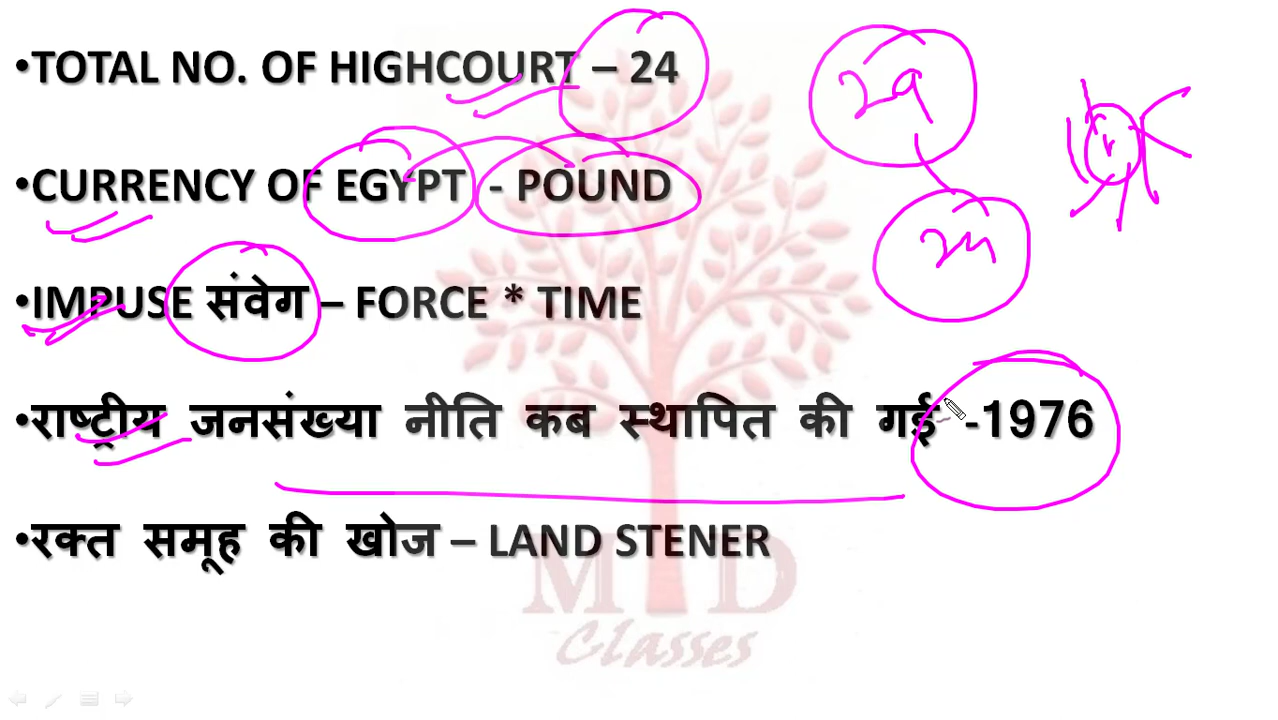 •TOTAL NO. OF HIGHCOURT – 24
29
•CURRENCY OF EGYPT - POUND
24
•IMPUSE संवेग – FORCE * TIME
•राष्ट्रीय जनसंख्या नीति कब स्थापित की गई -1976
•रक्त समूह की खोज – LAND STENER
M D
Classes